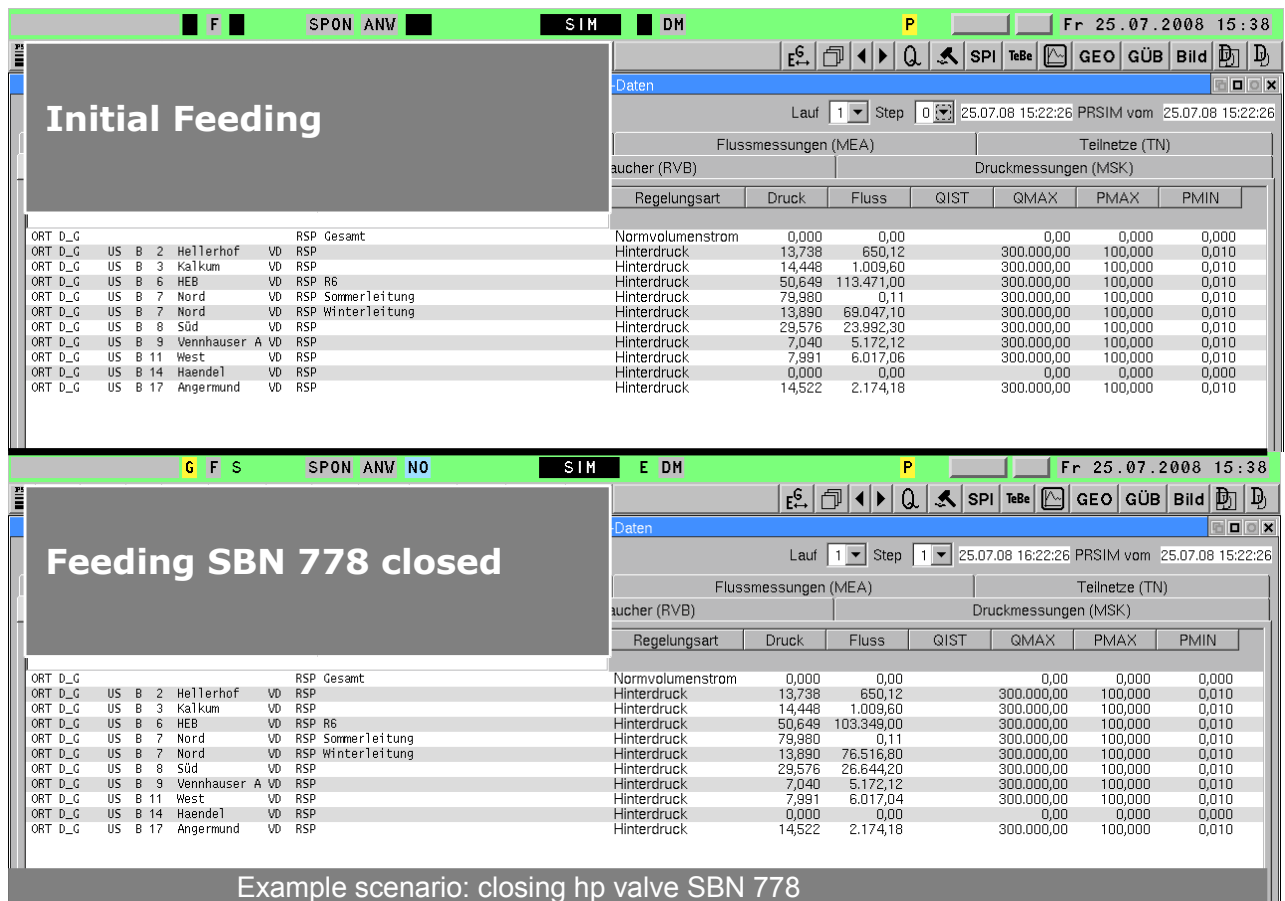 F SPON ANW SIM DM P Fr 25.07.2008 15:38
SPI TeBe GEO GÜB Bild
Initial Feeding
-Daten
Lauf 1 Step 0 25.07.08 15:22:26 PRSIM vom 25.07.08 15:22:26
Flussmessungen (MEA) Teilnetze (TN)
aucher (RVB) Druckmessungen (MSK)
Regelungsart Druck Fluss QIST QMAX PMAX PMIN
ORT D_G RSP Gesamt Normvolumenstrom 0,000 0,00 0,00 0,000 0,000
ORT D_G US B 2 Hellerhof VD RSP Hinterdruck 13,738 650,12 300.000,00 100,000 0,010
ORT D_G US B 3 Kalkum VD RSP Hinterdruck 14,448 1.009,60 300.000,00 100,000 0,010
ORT D_G US B 6 HEB VD RSP R6 Hinterdruck 50,649 113.471,00 300.000,00 100,000 0,010
ORT D_G US B 7 Nord VD RSP Sommerleitung Hinterdruck 79,980 0,11 300.000,00 100,000 0,010
ORT D_G US B 7 Nord VD RSP Winterleitung Hinterdruck 13,890 69.047,10 300.000,00 100,000 0,010
ORT D_G US B 8 Süd VD RSP Hinterdruck 29,576 23.992,30 300.000,00 100,000 0,010
ORT D_G US B 9 Vennhauser A VD RSP Hinterdruck 7,040 5.172,12 300.000,00 100,000 0,010
ORT D_G US B 11 West VD RSP Hinterdruck 7,991 6.017,06 300.000,00 100,000 0,010
ORT D_G US B 14 Haendel VD RSP Hinterdruck 0,000 0,00 0,00 0,000 0,000
ORT D_G US B 17 Angermund VD RSP Hinterdruck 14,522 2.174,18 300.000,00 100,000 0,010
G F S SPON ANW NO SIM E DM P Fr 25.07.2008 15:38
SPI TeBe GEO GÜB Bild
Feeding SBN 778 closed
-Daten
Lauf 1 Step 1 25.07.08 16:22:26 PRSIM vom 25.07.08 15:22:26
Flussmessungen (MEA) Teilnetze (TN)
aucher (RVB) Druckmessungen (MSK)
Regelungsart Druck Fluss QIST QMAX PMAX PMIN
ORT D_G RSP Gesamt Normvolumenstrom 0,000 0,00 0,00 0,000 0,000
ORT D_G US B 2 Hellerhof VD RSP Hinterdruck 13,738 650,12 300.000,00 100,000 0,010
ORT D_G US B 3 Kalkum VD RSP Hinterdruck 14,448 1.009,60 300.000,00 100,000 0,010
ORT D_G US B 6 HEB VD RSP R6 Hinterdruck 50,649 103.349,00 300.000,00 100,000 0,010
ORT D_G US B 7 Nord VD RSP Sommerleitung Hinterdruck 79,980 0,11 300.000,00 100,000 0,010
ORT D_G US B 7 Nord VD RSP Winterleitung Hinterdruck 13,890 76.516,80 300.000,00 100,000 0,010
ORT D_G US B 8 Süd VD RSP Hinterdruck 29,576 26.644,20 300.000,00 100,000 0,010
ORT D_G US B 9 Vennhauser A VD RSP Hinterdruck 7,040 5.172,12 300.000,00 100,000 0,010
ORT D_G US B 11 West VD RSP Hinterdruck 7,991 6.017,04 300.000,00 100,000 0,010
ORT D_G US B 14 Haendel VD RSP Hinterdruck 0,000 0,00 0,00 0,000 0,000
ORT D_G US B 17 Angermund VD RSP Hinterdruck 14,522 2.174,18 300.000,00 100,000 0,010
Example scenario: closing hp valve SBN 778